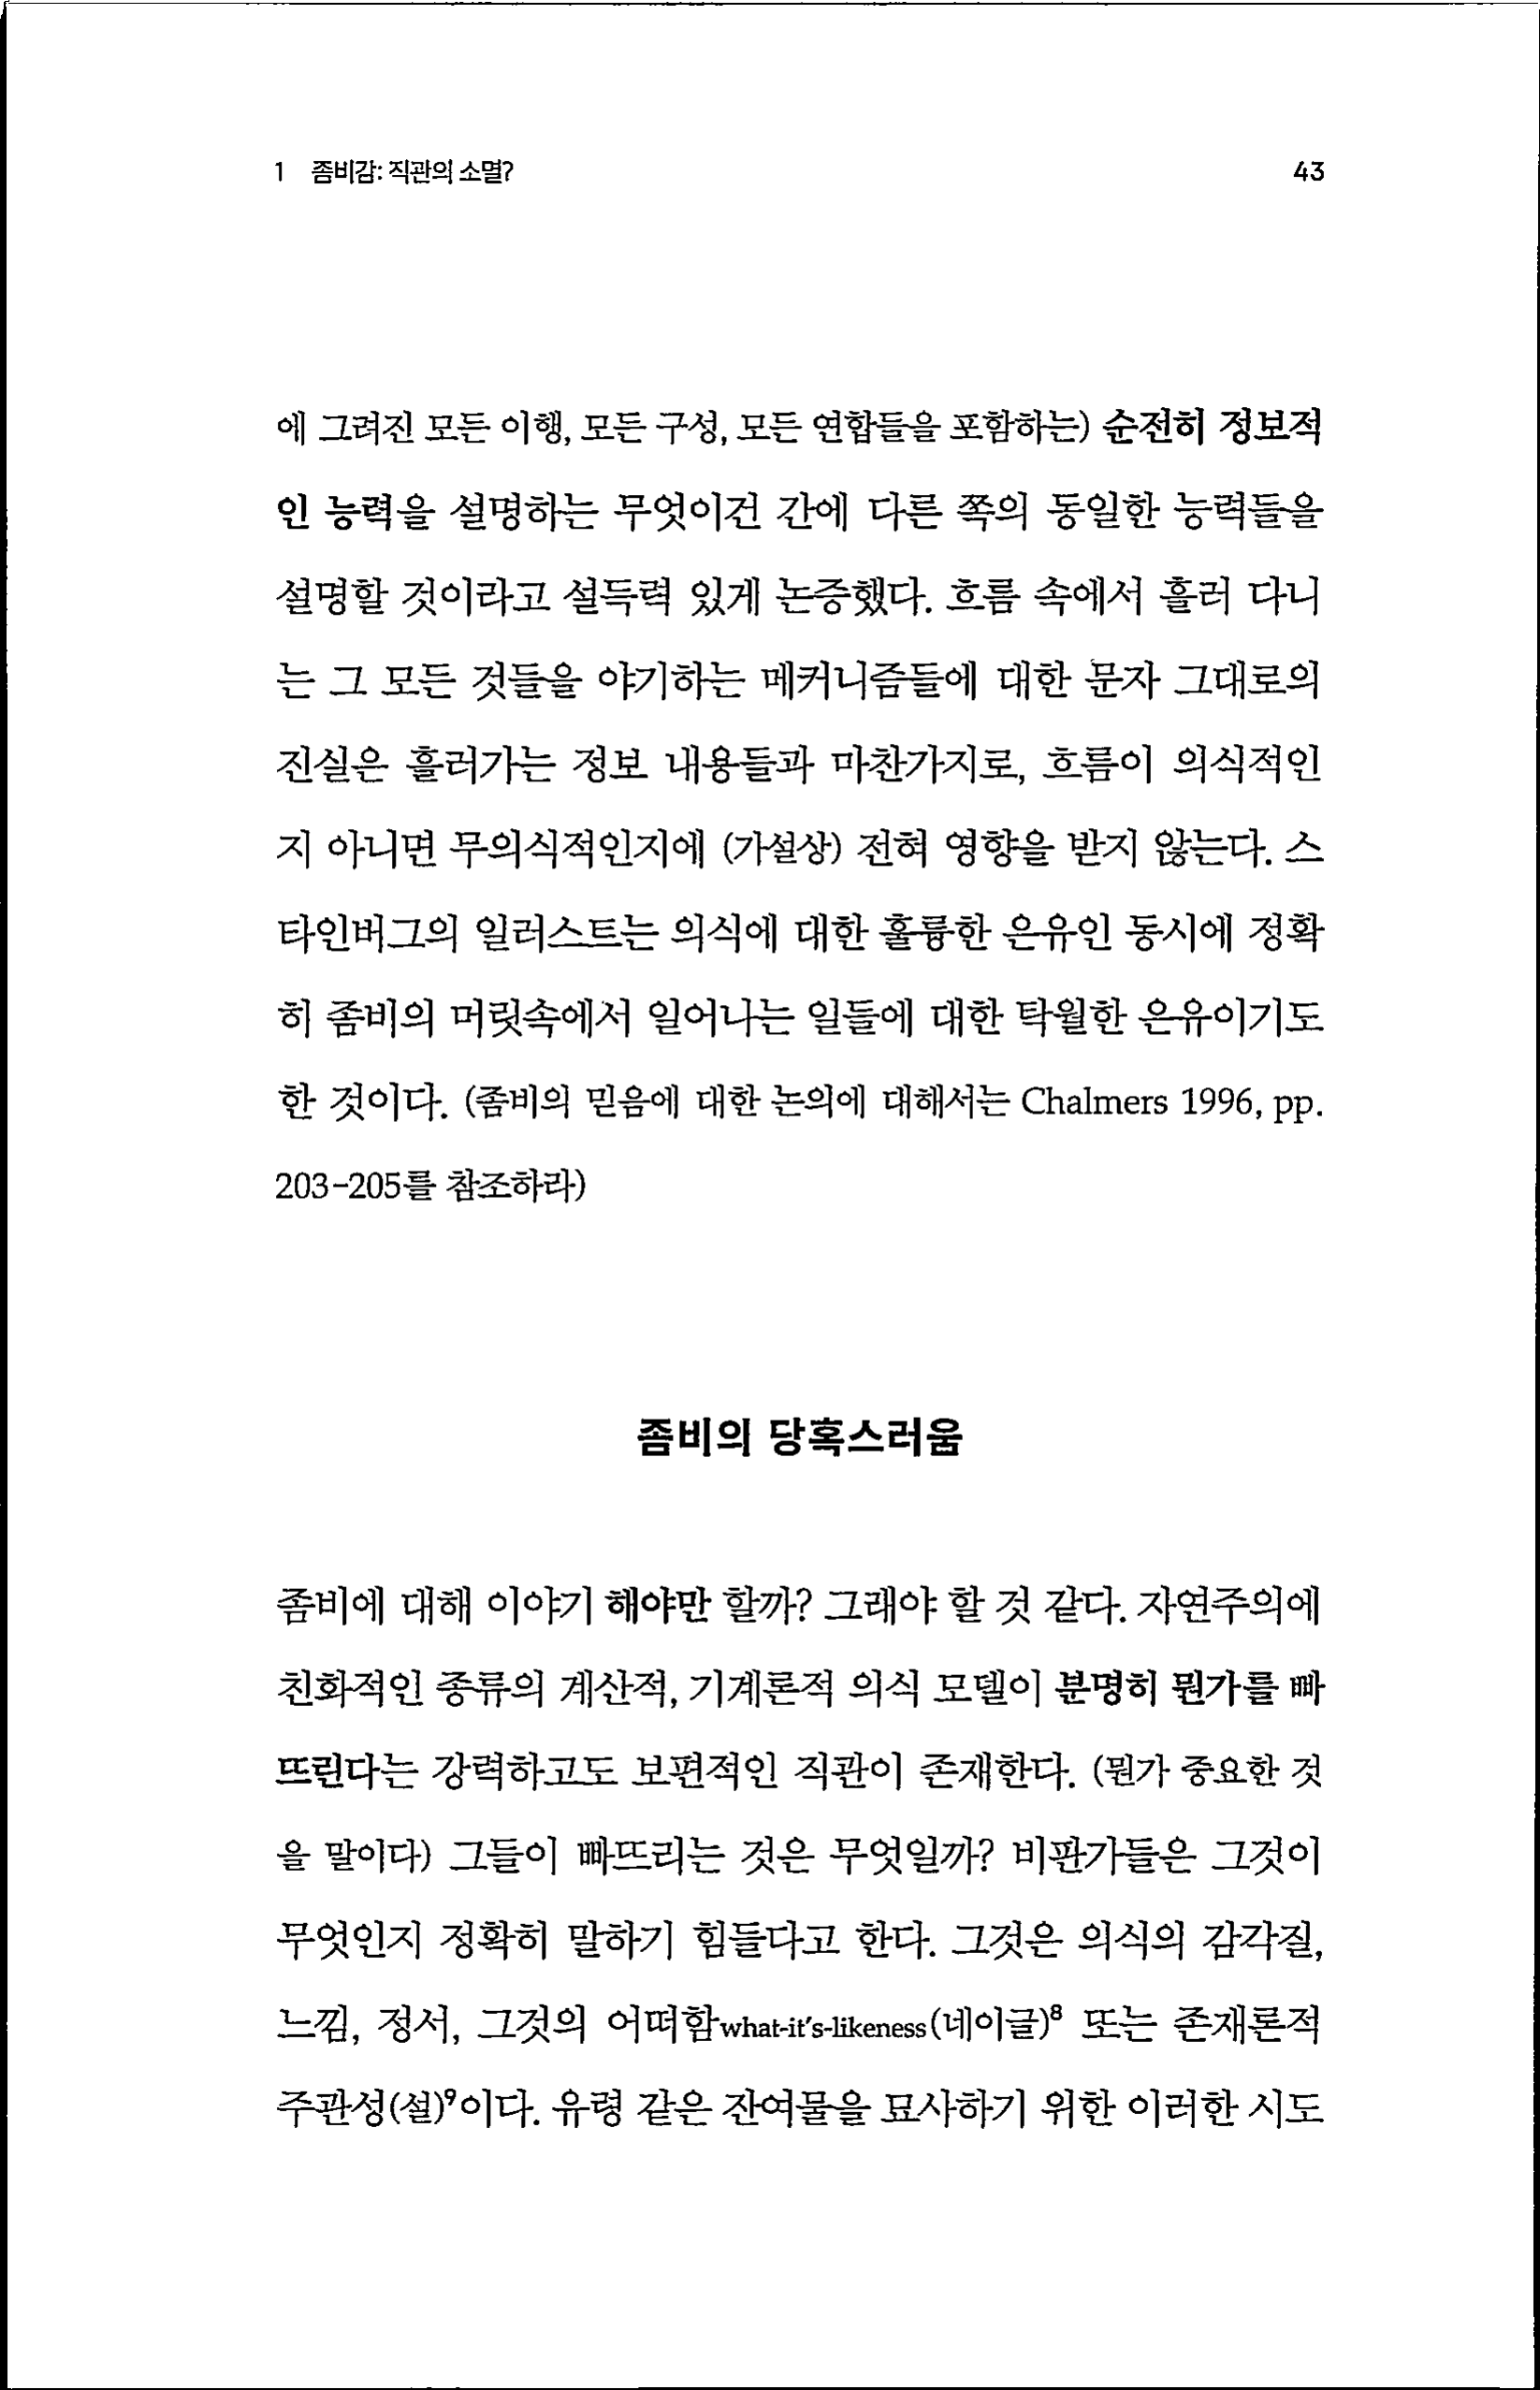 1 좀비감: 직관의 소멸? 43
에 그려진 모든 이행, 모든 구성, 모든 연합들을 포함하는) 순전히 정보적
인 능력을 설명하는 무엇이건 간에 다른 쪽의 동일한 능력들을
설명할 것이라고 설득력 있게 논증했다. 흐름 속에서 흘러 다니
는 그 모든 것들을 야기하는 메커니즘들에 대한 문자 그대로의
진실은 흘러가는 정보 내용들과 마찬가지로, 흐름이 의식적인
지 아니면 무의식적인지에 (가설상) 전혀 영향을 받지 않는다. 스
타인버그의 일러스트는 의식에 대한 훌륭한 은유인 동시에 정확
히 좀비의 머릿속에서 일어나는 일들에 대한 탁월한 은유이기도
한 것이다. (좀비의 믿음에 대한 논의에 대해서는 Chalmers 1996, pp.
203-205를 참조하라)
좀비의 당혹스러움
좀비에 대해 이야기 해야만 할까? 그래야 할 것 같다. 자연주의에
친화적인 종류의 계산적, 기계론적 의식 모델이 분명히 뭔가를 빠
뜨린다는 강력하고도 보편적인 직관이 존재한다. (뭔가 중요한 것
을 말이다) 그들이 빠뜨리는 것은 무엇일까? 비판가들은 그것이
무엇인지 정확히 말하기 힘들다고 한다. 그것은 의식의 감각질,
느낌, 정서, 그것의 어떠함what-it's-likeness(네이글)⁸ 또는 존재론적
주관성(설)⁹이다. 유령 같은 잔여물을 묘사하기 위한 이러한 시도